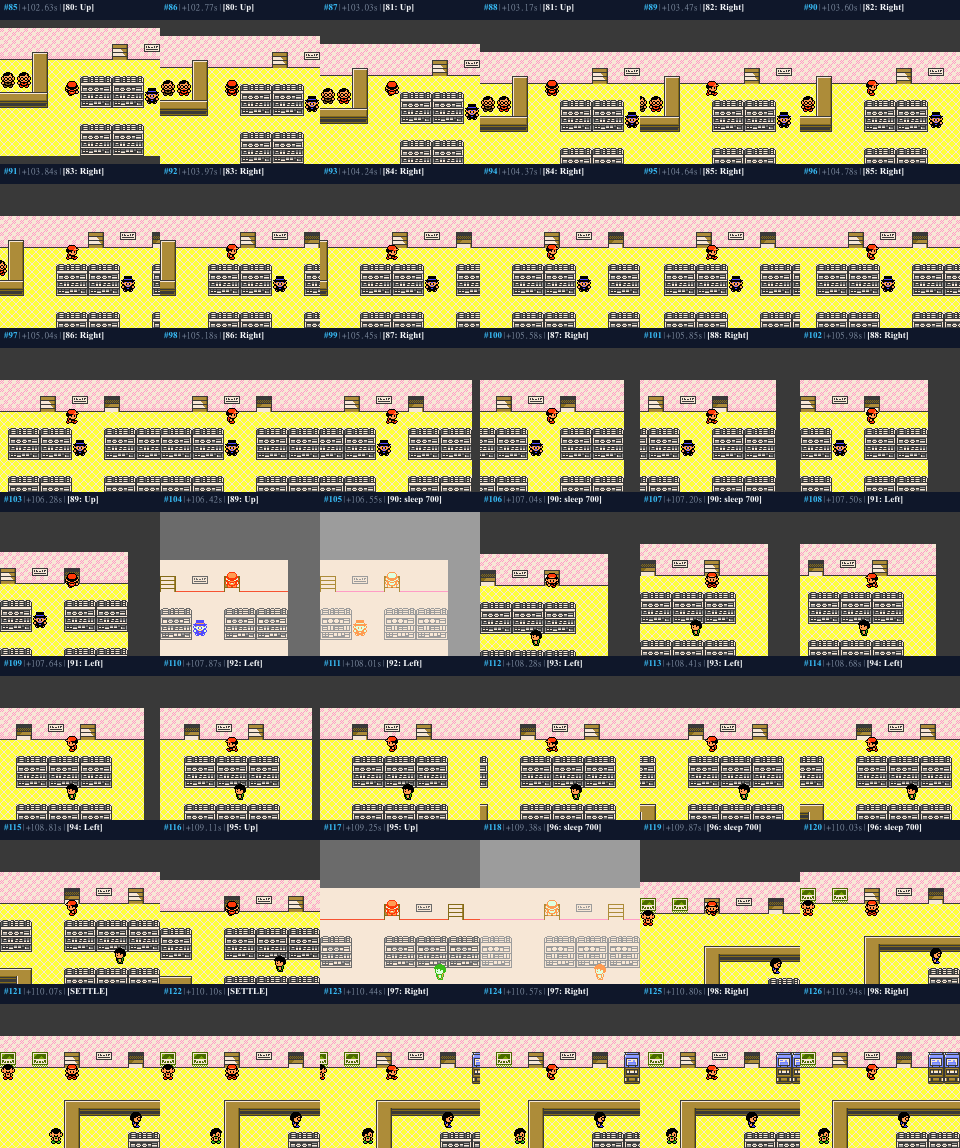 #85|+102.63s|[80: Up] #86|+102.77s|[80: Up] #87|+103.03s|[81: Up] #88|+103.17s|[81: Up] #89|+103.47s|[82: Right] #90|+103.60s|[82: Right]
#91|+103.84s|[83: Right] #92|+103.97s|[83: Right] #93|+104.24s|[84: Right] #94|+104.37s|[84: Right] #95|+104.64s|[85: Right] #96|+104.78s|[85: Right]
#97|+105.04s|[86: Right] #98|+105.18s|[86: Right] #99|+105.45s|[87: Right] #100|+105.58s|[87: Right] #101|+105.85s|[88: Right] #102|+105.98s|[88: Right]
#103|+106.28s|[89: Up] #104|+106.42s|[89: Up] #105|+106.55s|[90: sleep 700] #106|+107.04s|[90: sleep 700] #107|+107.20s|[90: sleep 700] #108|+107.50s|[91: Left]
#109|+107.64s|[91: Left] #110|+107.87s|[92: Left] #111|+108.01s|[92: Left] #112|+108.28s|[93: Left] #113|+108.41s|[93: Left] #114|+108.68s|[94: Left]
#115|+108.81s|[94: Left] #116|+109.11s|[95: Up] #117|+109.25s|[95: Up] #118|+109.38s|[96: sleep 700] #119|+109.87s|[96: sleep 700] #120|+110.03s|[96: sleep 700]
#121|+110.07s|[SETTLE] #122|+110.10s|[SETTLE] #123|+110.44s|[97: Right] #124|+110.57s|[97: Right] #125|+110.80s|[98: Right] #126|+110.94s|[98: Right]